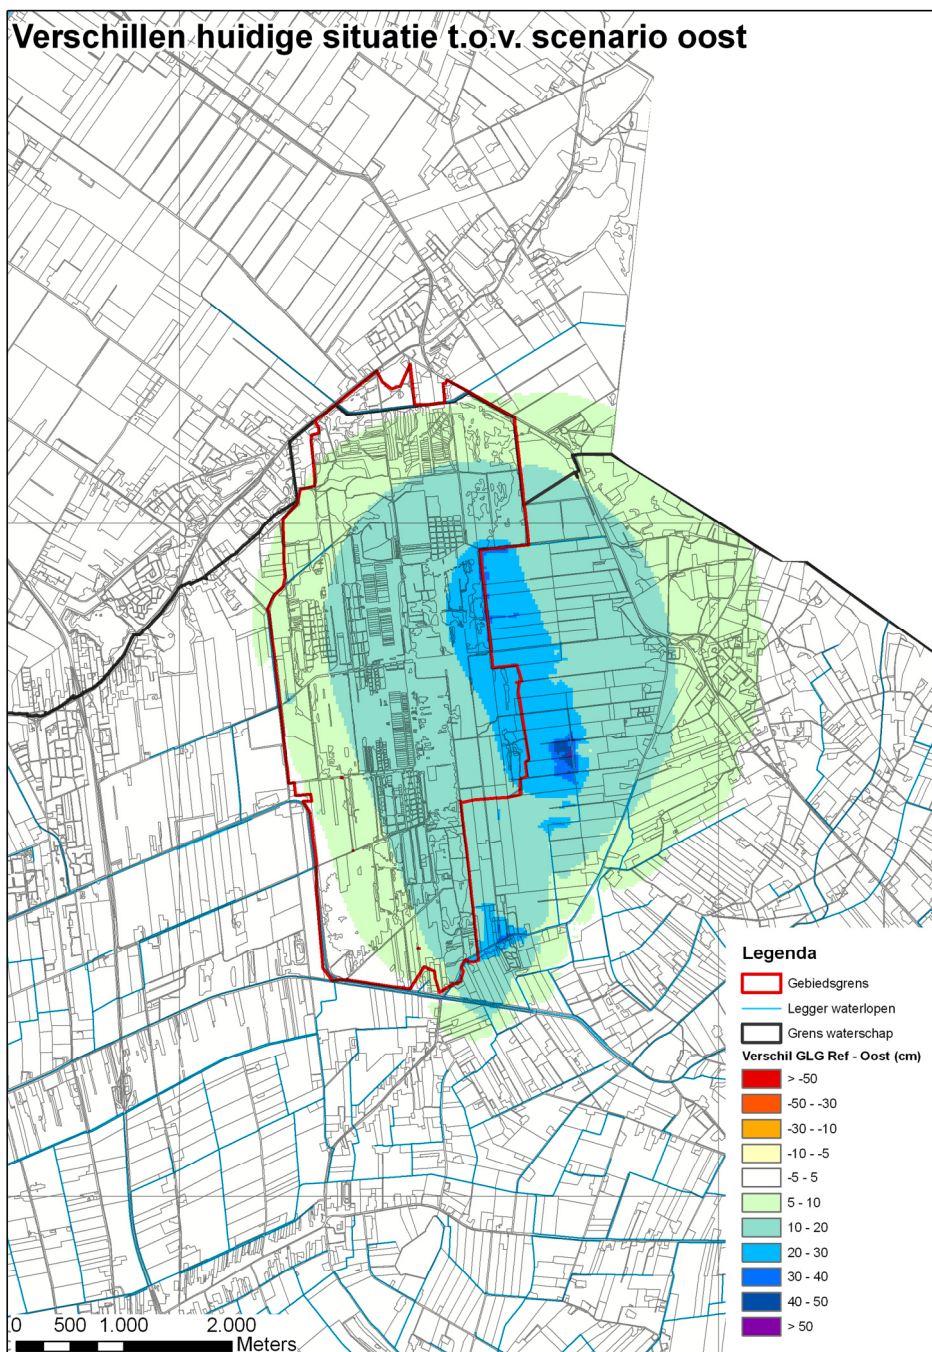 Verschillen huidige situatie t.o.v. scenario oost
Legenda
Gebiedsgrens
Legger waterlopen
Grens waterschap
Verschil GLG Ref - Oost (cm)
> -50
-50 - -30
-30 - -10
-10 - -5
-5 - 5
5 - 10
10 - 20
20 - 30
30 - 40
40 - 50
> 50
0 500 1.000 2.000
Meters